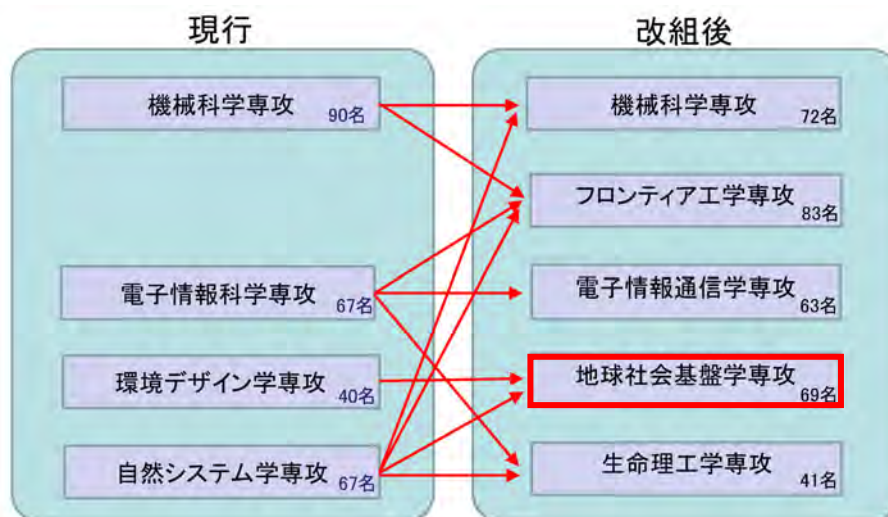 現行
機械科学専攻
90名
電子情報科学専攻
67名
環境デザイン学専攻
40名
自然システム学専攻
67名
改組後
機械科学専攻
72名
フロンティア工学専攻
83名
電子情報通信学専攻
63名
地球社会基盤学専攻
69名
生命理工学専攻
41名